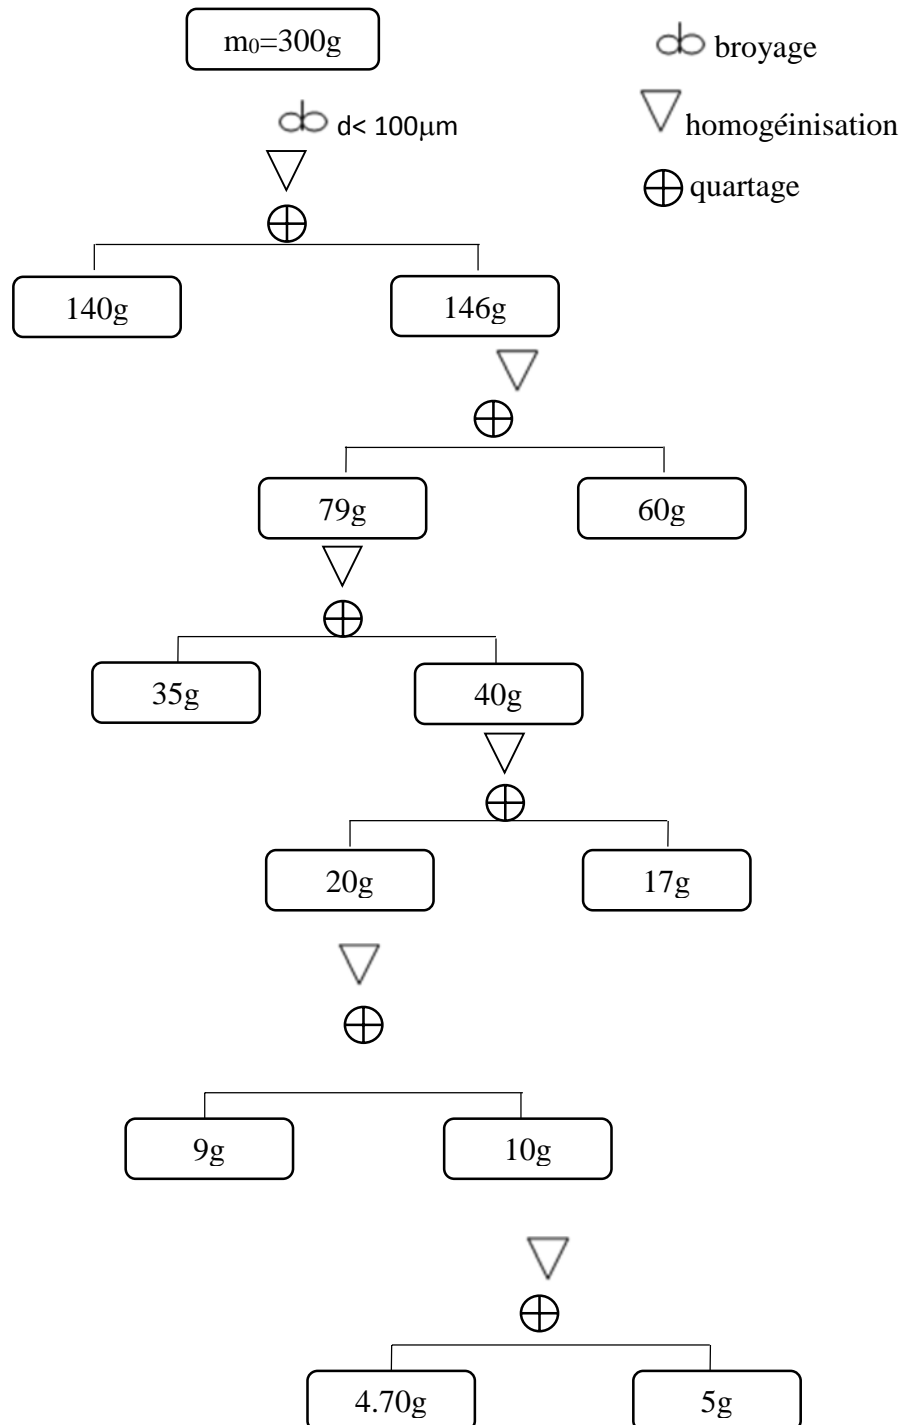 m₀=300g
broyage
d< 100µm
homogéinisation
quartage
140g
146g
79g
60g
35g
40g
20g
17g
9g
10g
4.70g
5g